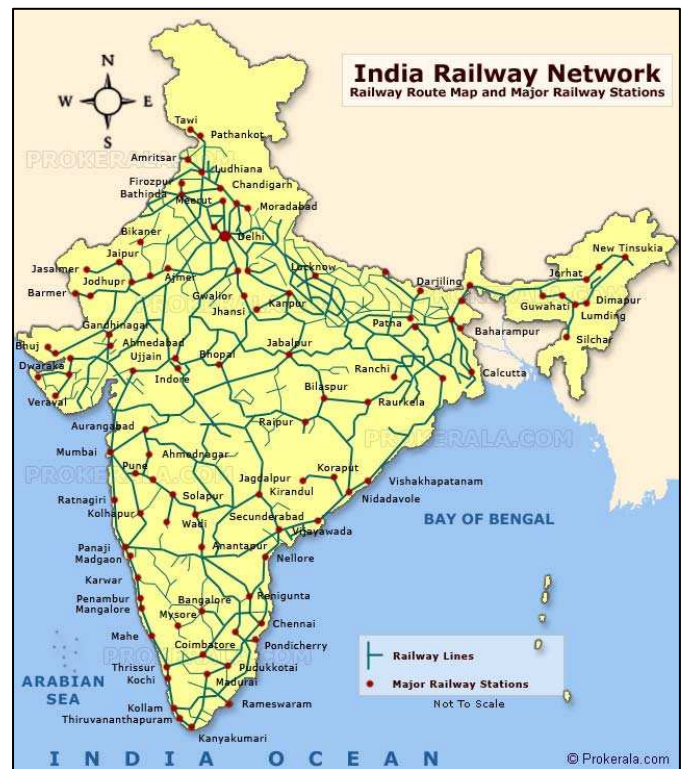 India Railway Network
Railway Route Map and Major Railway Stations
N
W E
S
Tawi
Pathankot
PROKERALA.COM
Amritsar
Ludhiana
Firozpur
Chandigarh
Bathinda
Meerut
Moradabad
Delhi
Bikaner
New Tinsukia
Jaipur
Jaisalmer
Ajmer
Lucknow
Jorhat
Jodhpur
Darjiling
Barmer
Gwalior
Kanpur
Guwahati
Dimapur
Jhansi
Lumding
Gandhinagar
Patna
Baharampur
Bhuj
Ahmedabad
Jabalpur
Silchar
Ujjain
Bhopal
Dwaraka
Ranchi
Calcutta
Indore
Bilaspur
Veraval
Raurkela
Raipur
Aurangabad
PROKERALA.COM
Mumbai
Ahmednagar
Pune
Koraput
PROKERALA.COM
Jagdalpur
Vishakhapatanam
Kirandul
Ratnagiri
Solapur
Nidadavole
Kolhapur
Secunderabad
Wadi
Vijayawada
BAY OF BENGAL
Panaji
Anantapur
Madgaon
Nellore
Karwar
Renigunta
Penambur
Bangalore
Mangalore
Mysore
Chennai
Mahe
Coimbatore
Pondicherry
PROKERALA.COM
Railway Lines
Thrissur
Pudukkotai
Kochi
Madurai
Major Railway Stations
ARABIAN
SEA
Not To Scale
Kollam
Rameswaram
Thiruvananthapuram
Kanyakumari
INDIA OCEAN
© Prokerala.com